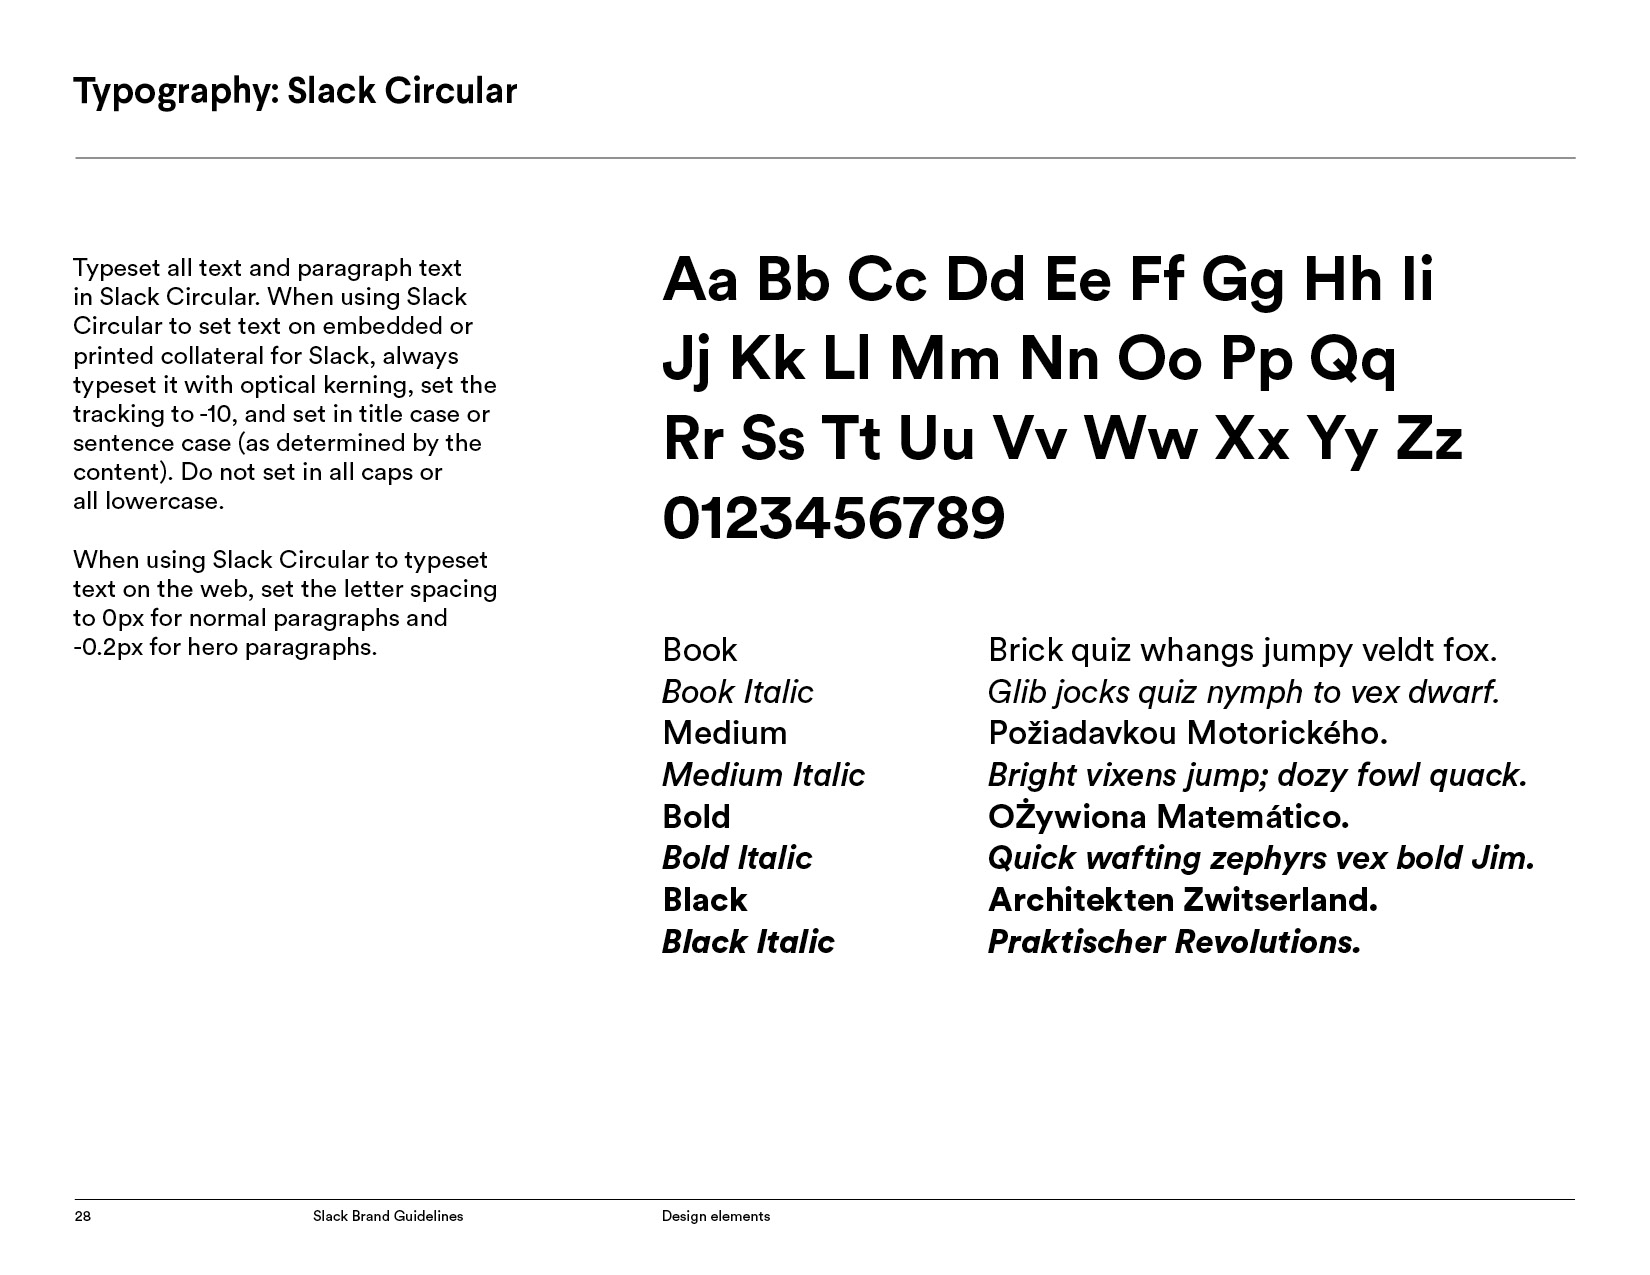 Typography: Slack Circular
Typeset all text and paragraph text
in Slack Circular. When using Slack
Circular to set text on embedded or
printed collateral for Slack, always
typeset it with optical kerning, set the
tracking to -10, and set in title case or
sentence case (as determined by the
content). Do not set in all caps or
all lowercase.
When using Slack Circular to typeset
text on the web, set the letter spacing
to 0px for normal paragraphs and
-0.2px for hero paragraphs.
Aa Bb Cc Dd Ee Ff Gg Hh Ii
Jj Kk Ll Mm Nn Oo Pp Qq
Rr Ss Tt Uu Vv Ww Xx Yy Zz
0123456789
Book Brick quiz whangs jumpy veldt fox.
Book Italic Glib jocks quiz nymph to vex dwarf.
Medium Požiadavkou Motorického.
Medium Italic Bright vixens jump; dozy fowl quack.
Bold OŻywiona Matemático.
Bold Italic Quick wafting zephyrs vex bold Jim.
Black Architekten Zwitserland.
Black Italic Praktischer Revolutions.
28 Slack Brand Guidelines Design elements